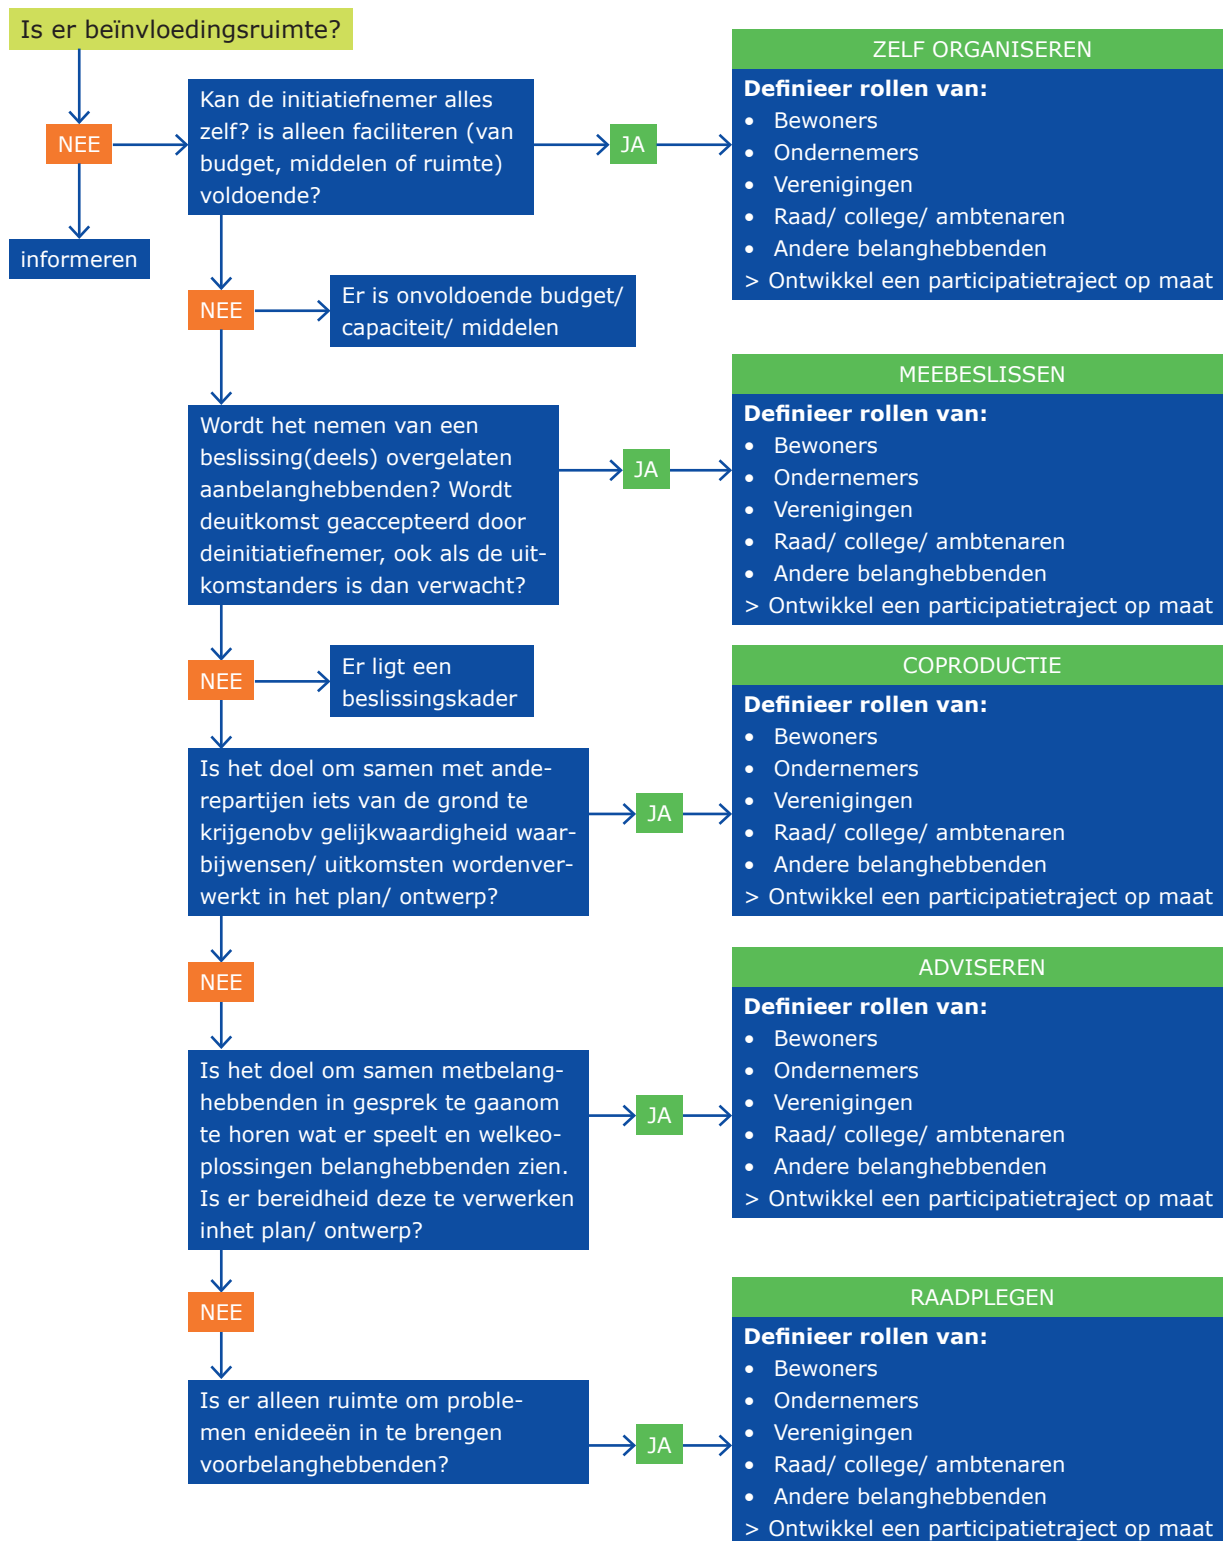 Is er beïnvloedingsruimte?
NEE
informeren
Kan de initiatiefnemer alles
zelf? is alleen faciliteren (van
budget, middelen of ruimte)
voldoende?
JA
ZELF ORGANISEREN
Definieer rollen van:
• Bewoners
• Ondernemers
• Verenigingen
• Raad/ college/ ambtenaren
• Andere belanghebbenden
> Ontwikkel een participatietraject op maat
NEE
Er is onvoldoende budget/
capaciteit/ middelen
Wordt het nemen van een
beslissing(deels) overgelaten
aanbelanghebbenden? Wordt
deuitkomst geaccepteerd door
deinitiatiefnemer, ook als de uit-
komstanders is dan verwacht?
JA
MEEBESLISSEN
Definieer rollen van:
• Bewoners
• Ondernemers
• Verenigingen
• Raad/ college/ ambtenaren
• Andere belanghebbenden
> Ontwikkel een participatietraject op maat
NEE
Er ligt een
beslissingskader
Is het doel om samen met ande-
repartijen iets van de grond te
krijgenobv gelijkwaardigheid waar-
bijwensen/ uitkomsten wordenver-
werkt in het plan/ ontwerp?
JA
COPRODUCTIE
Definieer rollen van:
• Bewoners
• Ondernemers
• Verenigingen
• Raad/ college/ ambtenaren
• Andere belanghebbenden
> Ontwikkel een participatietraject op maat
NEE
Is het doel om samen metbelang-
hebbenden in gesprek te gaanom
te horen wat er speelt en welkeo-
plossingen belanghebbenden zien.
Is er bereidheid deze te verwerken
inhet plan/ ontwerp?
JA
ADVISEREN
Definieer rollen van:
• Bewoners
• Ondernemers
• Verenigingen
• Raad/ college/ ambtenaren
• Andere belanghebbenden
> Ontwikkel een participatietraject op maat
NEE
Is er alleen ruimte om proble-
men enideeën in te brengen
voorbelanghebbenden?
JA
RAADPLEGEN
Definieer rollen van:
• Bewoners
• Ondernemers
• Verenigingen
• Raad/ college/ ambtenaren
• Andere belanghebbenden
> Ontwikkel een participatietraject op maat